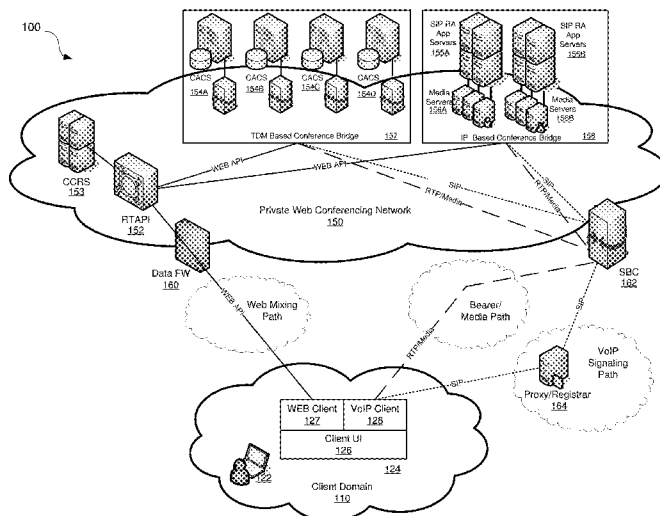 100
SIP RA
App
Servers
155A
SIP RA
App
Servers
155B
CACS
154A
CACS
154B
CACS
154C
CACS
154D
Media
Servers
156A
Media
Servers
156B
TDM Based Conference Bridge
157
IP Based Conference Bridge
158
CCRS
153
WEB API
WEB API
RTAPI
152
SIP
RTP/Media
SIP
RTP/Media
Private Web Conferencing Network
150
Data FW
160
SBC
162
WEB API
Web Mixing
Path
Bearer/
Media Path
RTP/Media
SIP
VoIP
Signaling
Path
SIP
Proxy/Registrar
164
WEB Client
127
VoIP Client
128
Client UI
126
124
122
Client Domain
110